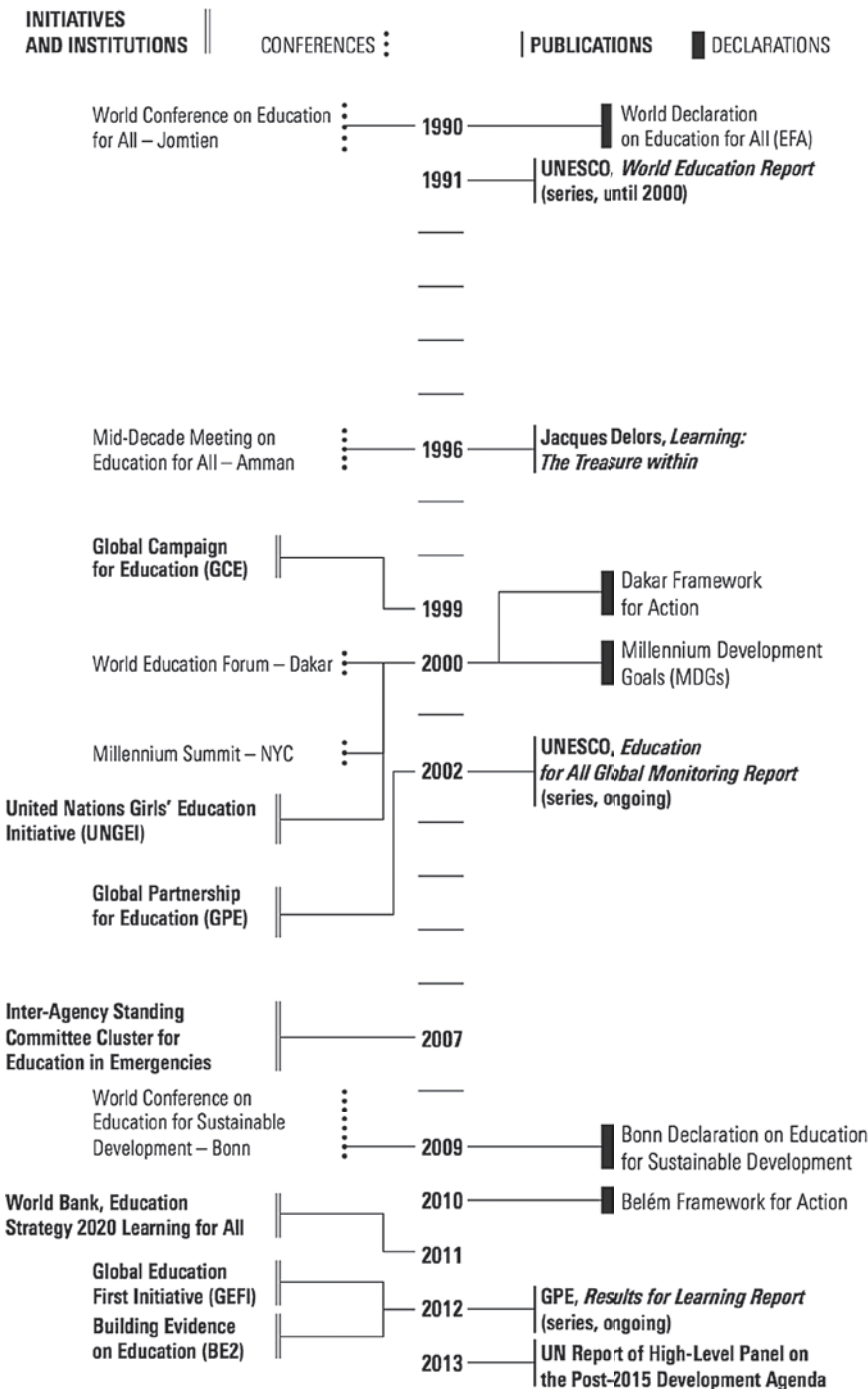 INITIATIVES
AND INSTITUTIONS
CONFERENCES
PUBLICATIONS
DECLARATIONS
World Conference on Education
for All – Jomtien
1990
World Declaration
on Education for All (EFA)
1991
UNESCO, World Education Report
(series, until 2000)
Mid-Decade Meeting on
Education for All – Amman
1996
Jacques Delors, Learning:
The Treasure within
Global Campaign
for Education (GCE)
1999
Dakar Framework
for Action
World Education Forum – Dakar
2000
Millennium Development
Goals (MDGs)
Millennium Summit – NYC
2002
UNESCO, Education
for All Global Monitoring Report
(series, ongoing)
United Nations Girls’ Education
Initiative (UNGEI)
Global Partnership
for Education (GPE)
Inter-Agency Standing
Committee Cluster for
Education in Emergencies
2007
World Conference on
Education for Sustainable
Development – Bonn
2009
Bonn Declaration on Education
for Sustainable Development
2010
Belém Framework for Action
World Bank, Education
Strategy 2020 Learning for All
2011
Global Education
First Initiative (GEFI)
Building Evidence
on Education (BE2)
2012
GPE, Results for Learning Report
(series, ongoing)
2013
UN Report of High-Level Panel on
the Post-2015 Development Agenda